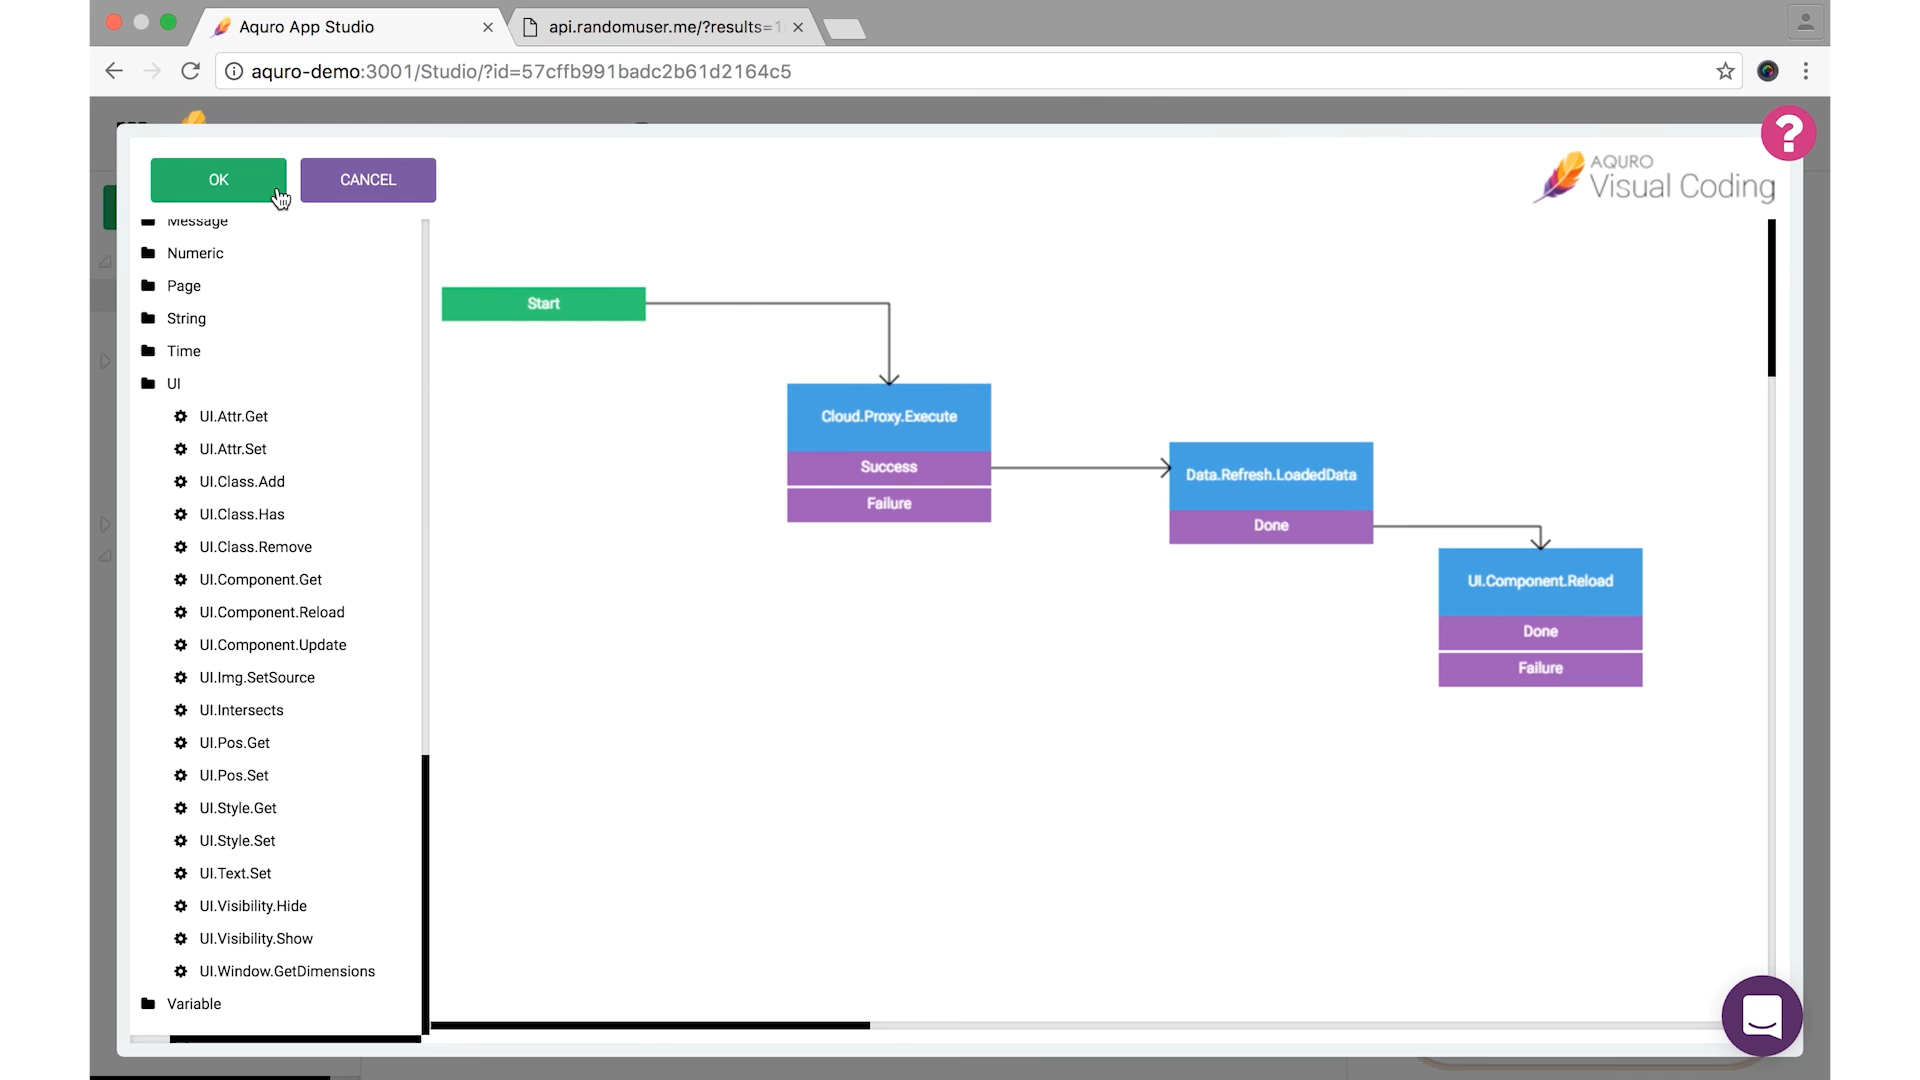 Aquro App Studio
api.randomuser.me/?results=1
aquro-demo:3001/Studio/?id=57cffb991badc2b61d2164c5
?
OK
CANCEL
AQURO
Visual Coding
Message
Numeric
Page
String
Time
UI
UI.Attr.Get
UI.Attr.Set
UI.Class.Add
UI.Class.Has
UI.Class.Remove
UI.Component.Get
UI.Component.Reload
UI.Component.Update
UI.Img.SetSource
UI.Intersects
UI.Pos.Get
UI.Pos.Set
UI.Style.Get
UI.Style.Set
UI.Text.Set
UI.Visibility.Hide
UI.Visibility.Show
UI.Window.GetDimensions
Variable
Start
Cloud.Proxy.Execute
Success
Failure
Data.Refresh.LoadedData
Done
UI.Component.Reload
Done
Failure